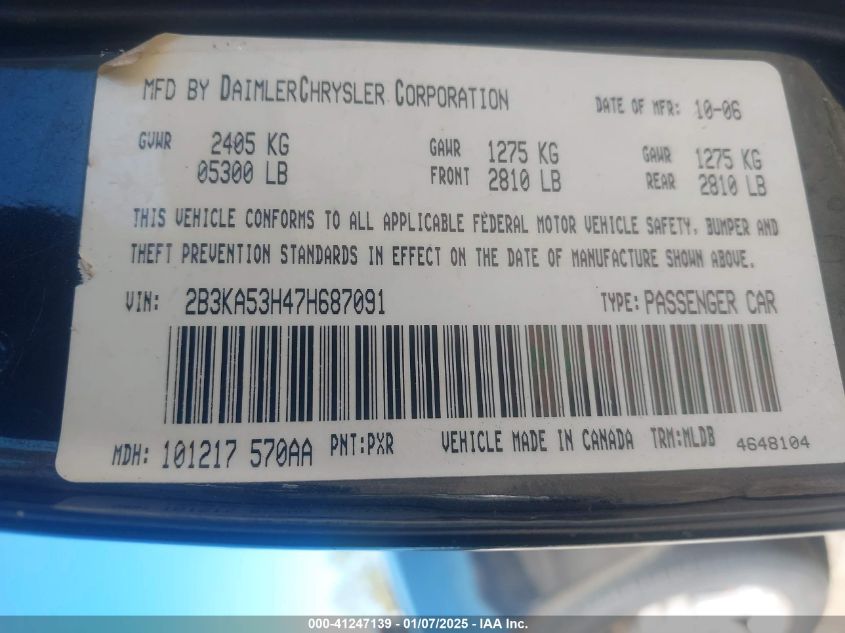 MFD BY DAIMLERCHRYSLER CORPORATION DATE OF MFR: 10-06
GVWR 2405 KG GAWR 1275 KG GAWR 1275 KG
05300 LB FRONT 2810 LB REAR 2810 LB
THIS VEHICLE CONFORMS TO ALL APPLICABLE FEDERAL MOTOR VEHICLE SAFETY, BUMPER AND
THEFT PREVENTION STANDARDS IN EFFECT ON THE DATE OF MANUFACTURE SHOWN ABOVE.
VIN: 2B3KA53H47H687091 TYPE: PASSENGER CAR
MDH: 101217 570AA PNT:PXR VEHICLE MADE IN CANADA TRM:MLDB 4648104
000-41247139 - 01/07/2025 - IAA Holdings, LLC.